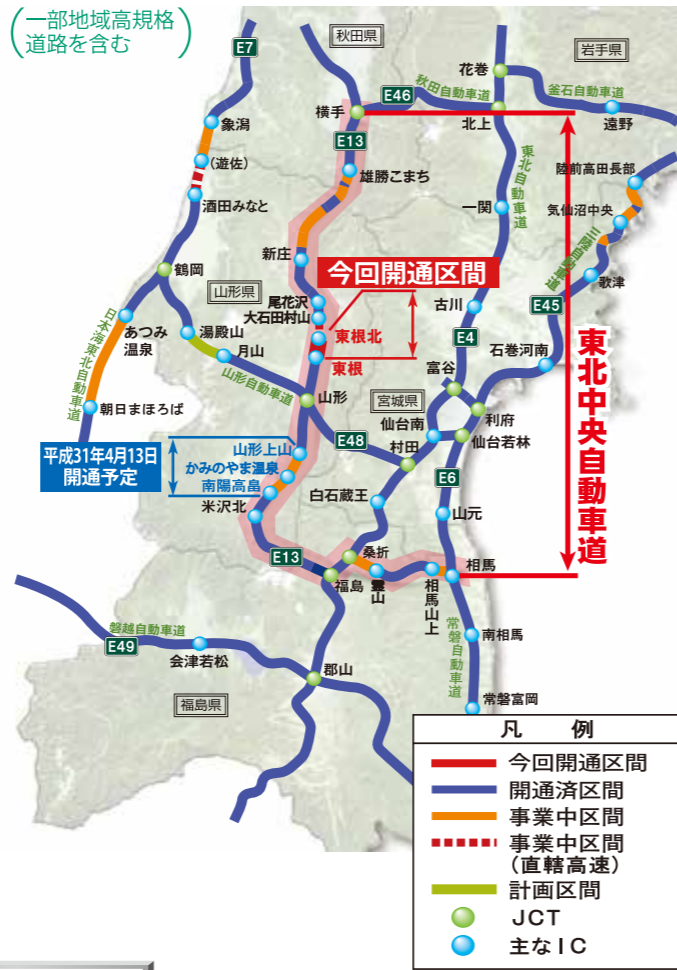 (一部地域高規格
道路を含む)
秋田県
岩手県
E7
花巻
E46
秋田自動車道
釜石自動車道
横手
北上
遠野
象潟
E13
陸前高田長部
(遊佐)
雄勝こまち
東北自動車道
酒田みなと
一関
気仙沼中央
三陸自動車道
新庄
鶴岡
今回開通区間
歌津
山形県
尾花沢
大石田村山
古川
E45
あつみ
温泉
湯殿山
東根北
E4
日本海東北自動車道
月山
東根
石巻河南
山形自動車道
富谷
東北中央自動車道
朝日まほろば
山形
宮城県
利府
仙台南
仙台若林
平成31年4月13日
開通予定
山形上山
E48
村田
かみのやま温泉
南陽高畠
E6
白石蔵王
米沢北
山元
E13
桑折
相馬
福島
霊山
相馬山上
磐越自動車道
常磐自動車道
南相馬
E49
会津若松
郡山
福島県
常磐富岡
凡 例
今回開通区間
開通済区間
事業中区間
事業中区間
(直轄高速)
計画区間
JCT
主なIC